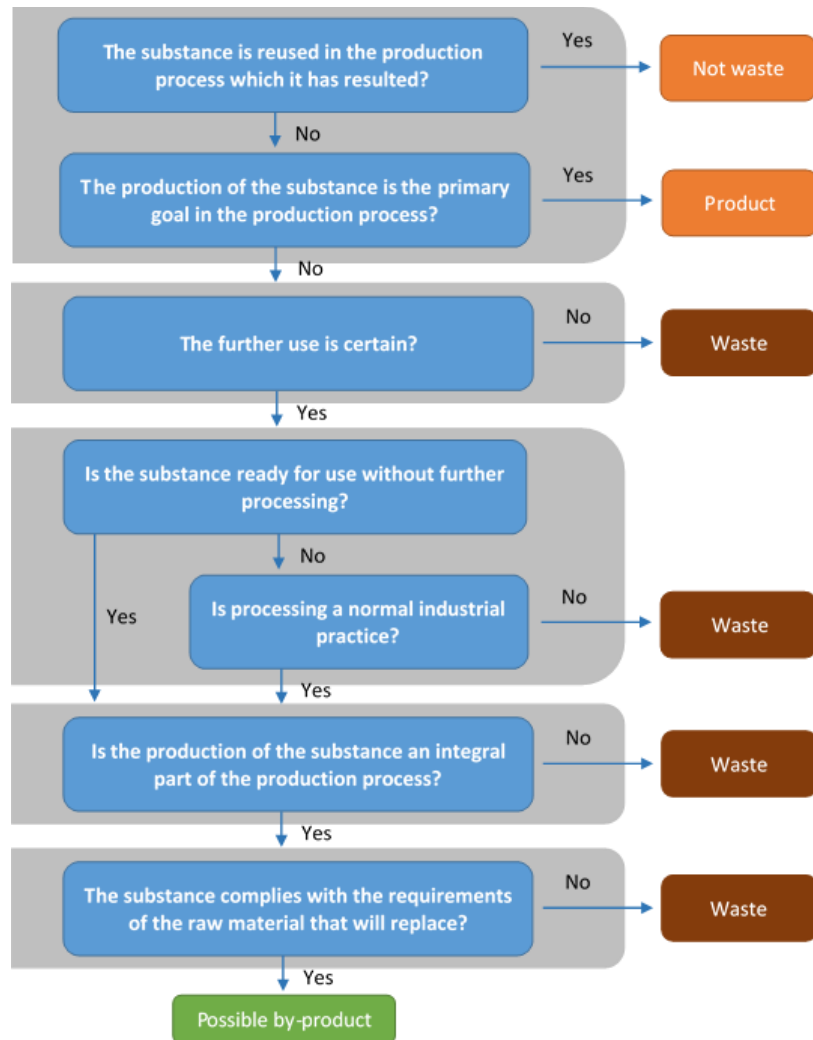 The substance is reused in the production
process which it has resulted?
Yes
Not waste
No
The production of the substance is the primary
goal in the production process?
Yes
Product
No
The further use is certain?
No
Waste
Yes
Is the substance ready for use without further
processing?
No
Yes
Is processing a normal industrial
practice?
No
Waste
Yes
Is the production of the substance an integral
part of the production process?
No
Waste
Yes
The substance complies with the requirements
of the raw material that will replace?
No
Waste
Yes
Possible by-product